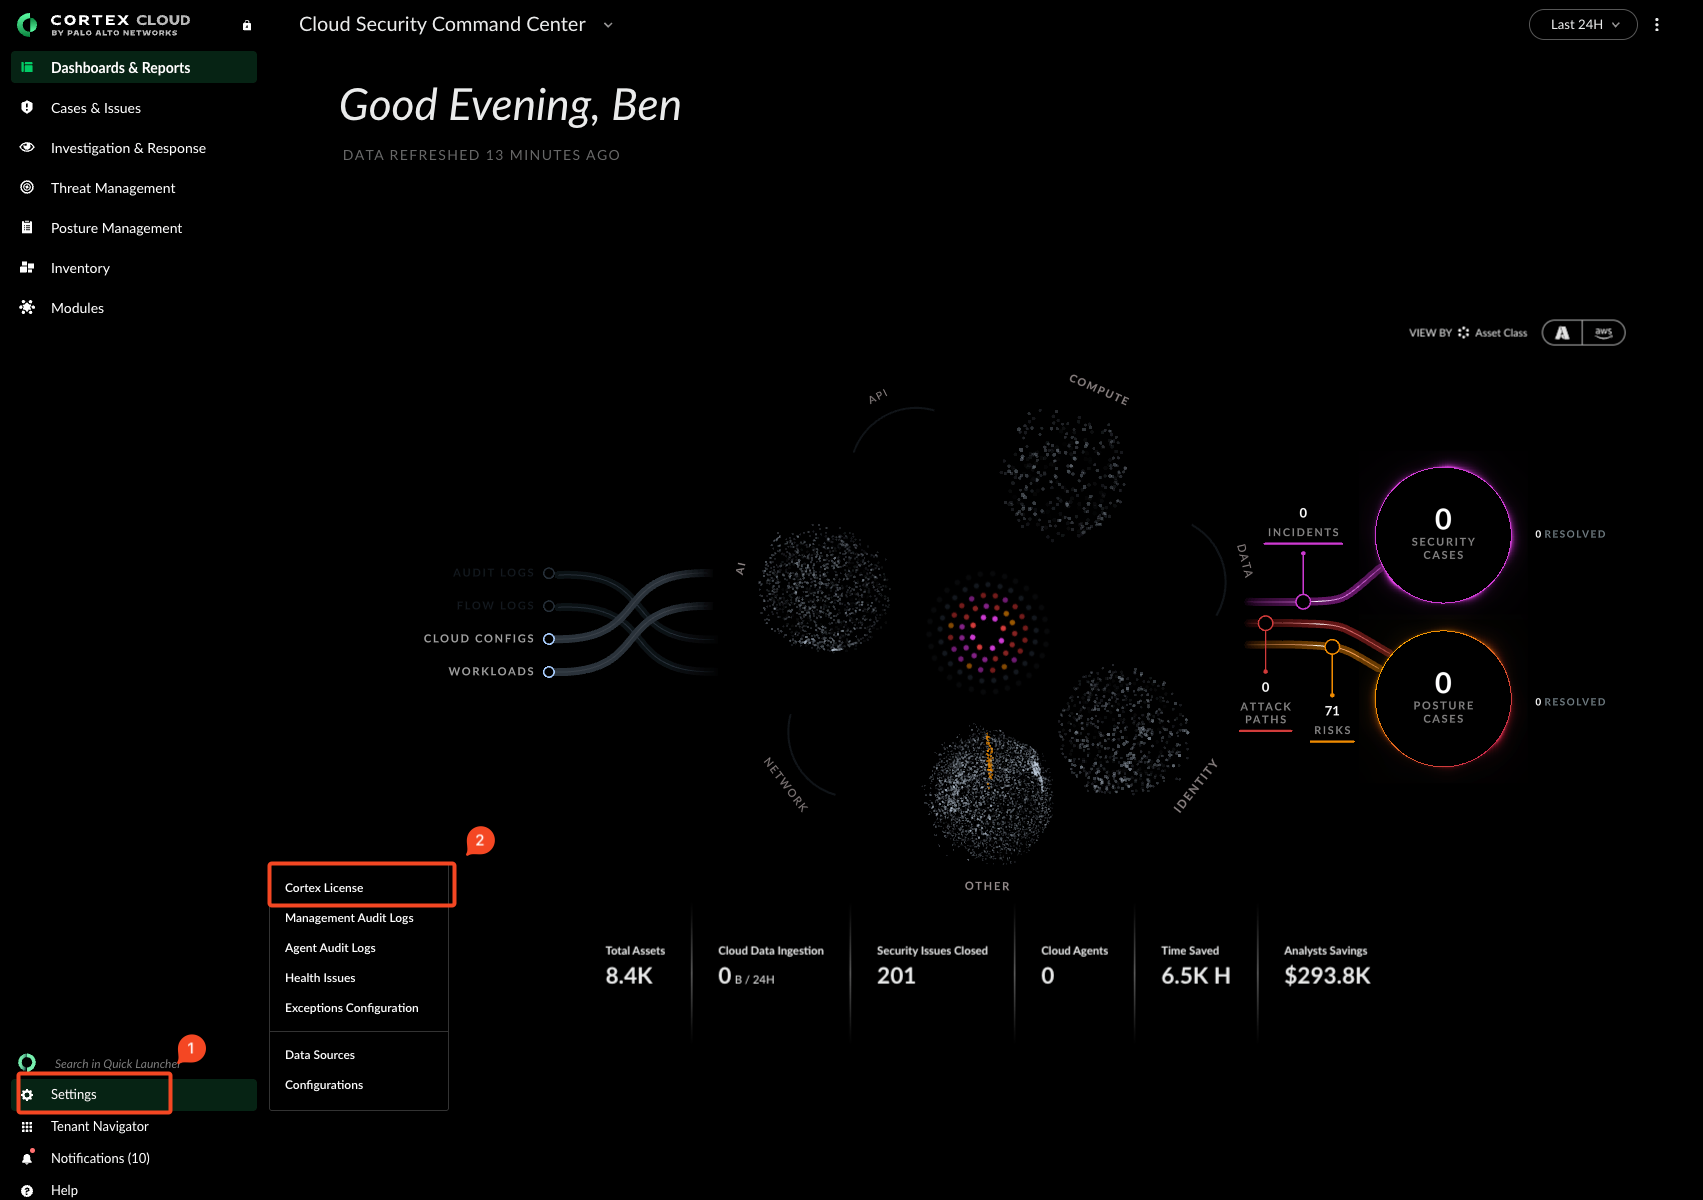 CORTEX CLOUD
BY PALO ALTO NETWORKS
Dashboards & Reports
Cases & Issues
Investigation & Response
Threat Management
Posture Management
Inventory
Modules
Cloud Security Command Center
Last 24H
Good Evening, Ben
DATA REFRESHED 13 MINUTES AGO
VIEW BY Asset Class
aws
API
COMPUTE
AI
DATA
NETWORK
IDENTITY
OTHER
AUDIT LOGS
FLOW LOGS
CLOUD CONFIGS
WORKLOADS
0
INCIDENTS
0
SECURITY
CASES
0 RESOLVED
0
ATTACK
PATHS
71
RISKS
0
POSTURE
CASES
0 RESOLVED
2
Cortex License
Management Audit Logs
Agent Audit Logs
Health Issues
Exceptions Configuration
Data Sources
Configurations
Total Assets
8.4K
Cloud Data Ingestion
0 B / 24H
Security Issues Closed
201
Cloud Agents
0
Time Saved
6.5K H
Analysts Savings
$293.8K
1
Search in Quick Launcher
Settings
Tenant Navigator
Notifications (10)
Help